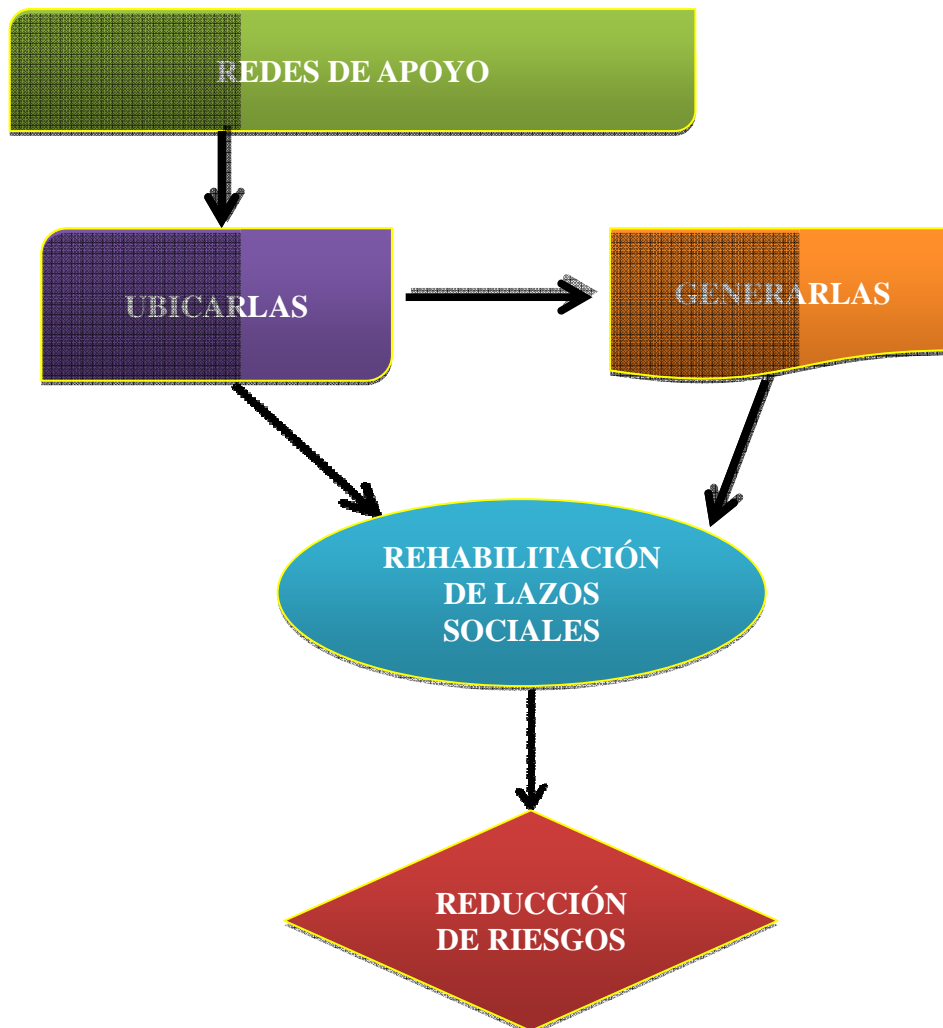 REDES DE APOYO
UBICARLAS
GENERARLAS
REHABILITACIÓN
DE LAZOS
SOCIALES
REDUCCIÓN
DE RIESGOS